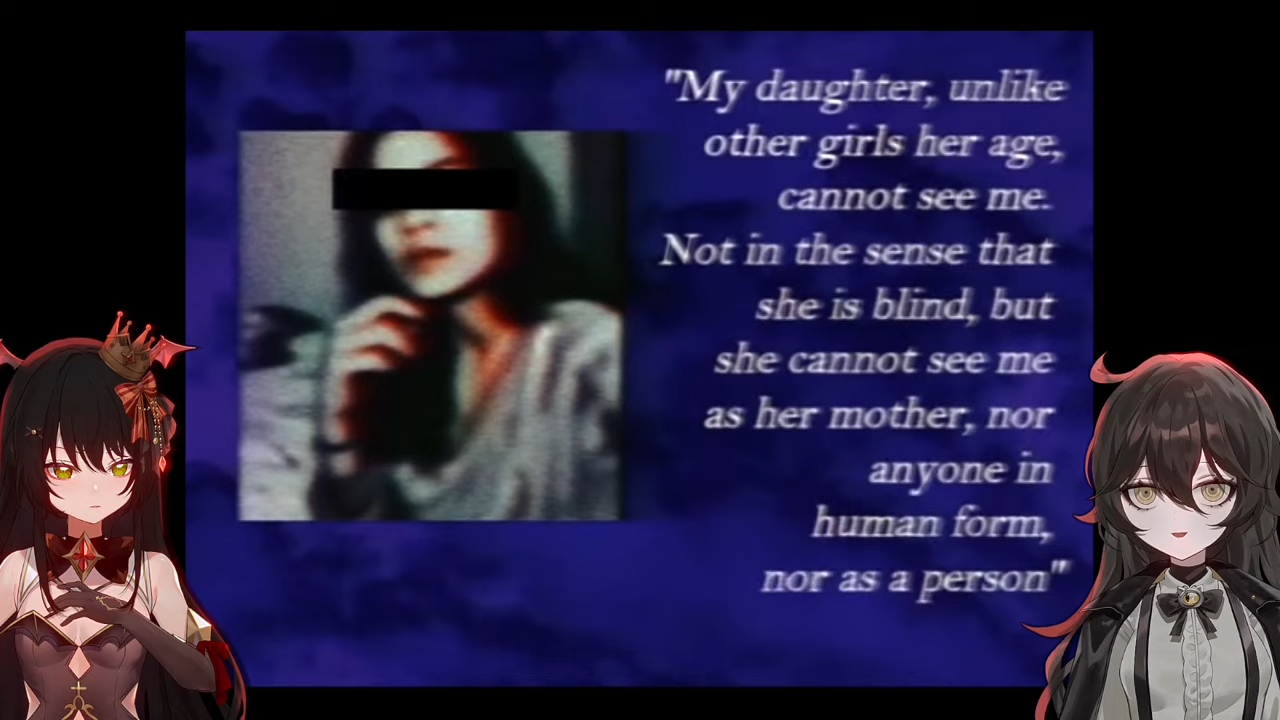 "My daughter, unlike
other girls her age,
cannot see me.
Not in the sense that
she is blind, but
she cannot see me
as her mother, nor
anyone in
human form,
nor as a person"